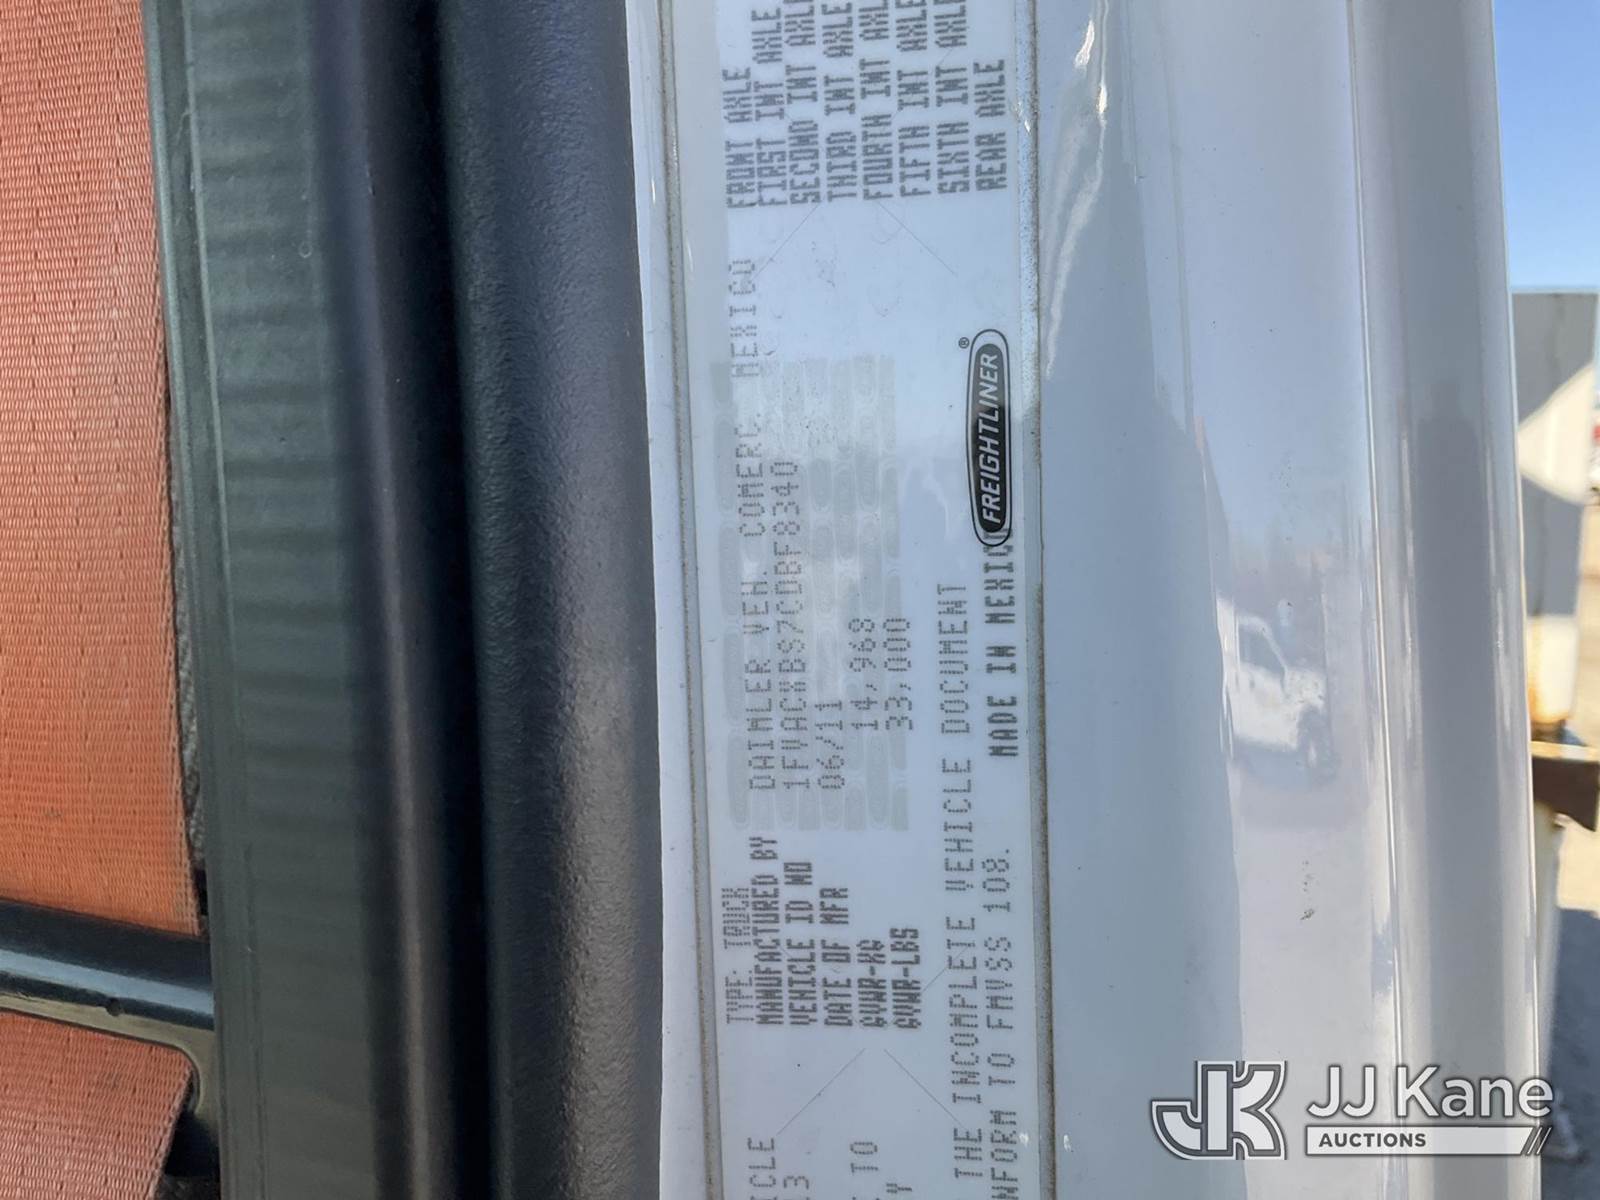 TYPE: TRUCK
MANUFACTURED BY DAIMLER VEH. COMERC. MEXICO
VEHICLE ID NO 1FVACXBS7CDBF8340
DATE OF MFR 06/11
GVWR-KG 14,968
GVWR-LBS 33,000
THE INCOMPLETE VEHICLE DOCUMENT
TO FMVSS 108.
MADE IN MEXICO
FREIGHTLINER®
FRONT AXLE
FIRST INT AXLE
SECOND INT AXLE
THIRD INT AXLE
FOURTH INT AXLE
FIFTH INT AXLE
SIXTH INT AXLE
REAR AXLE
TO
JK JJ Kane
AUCTIONS